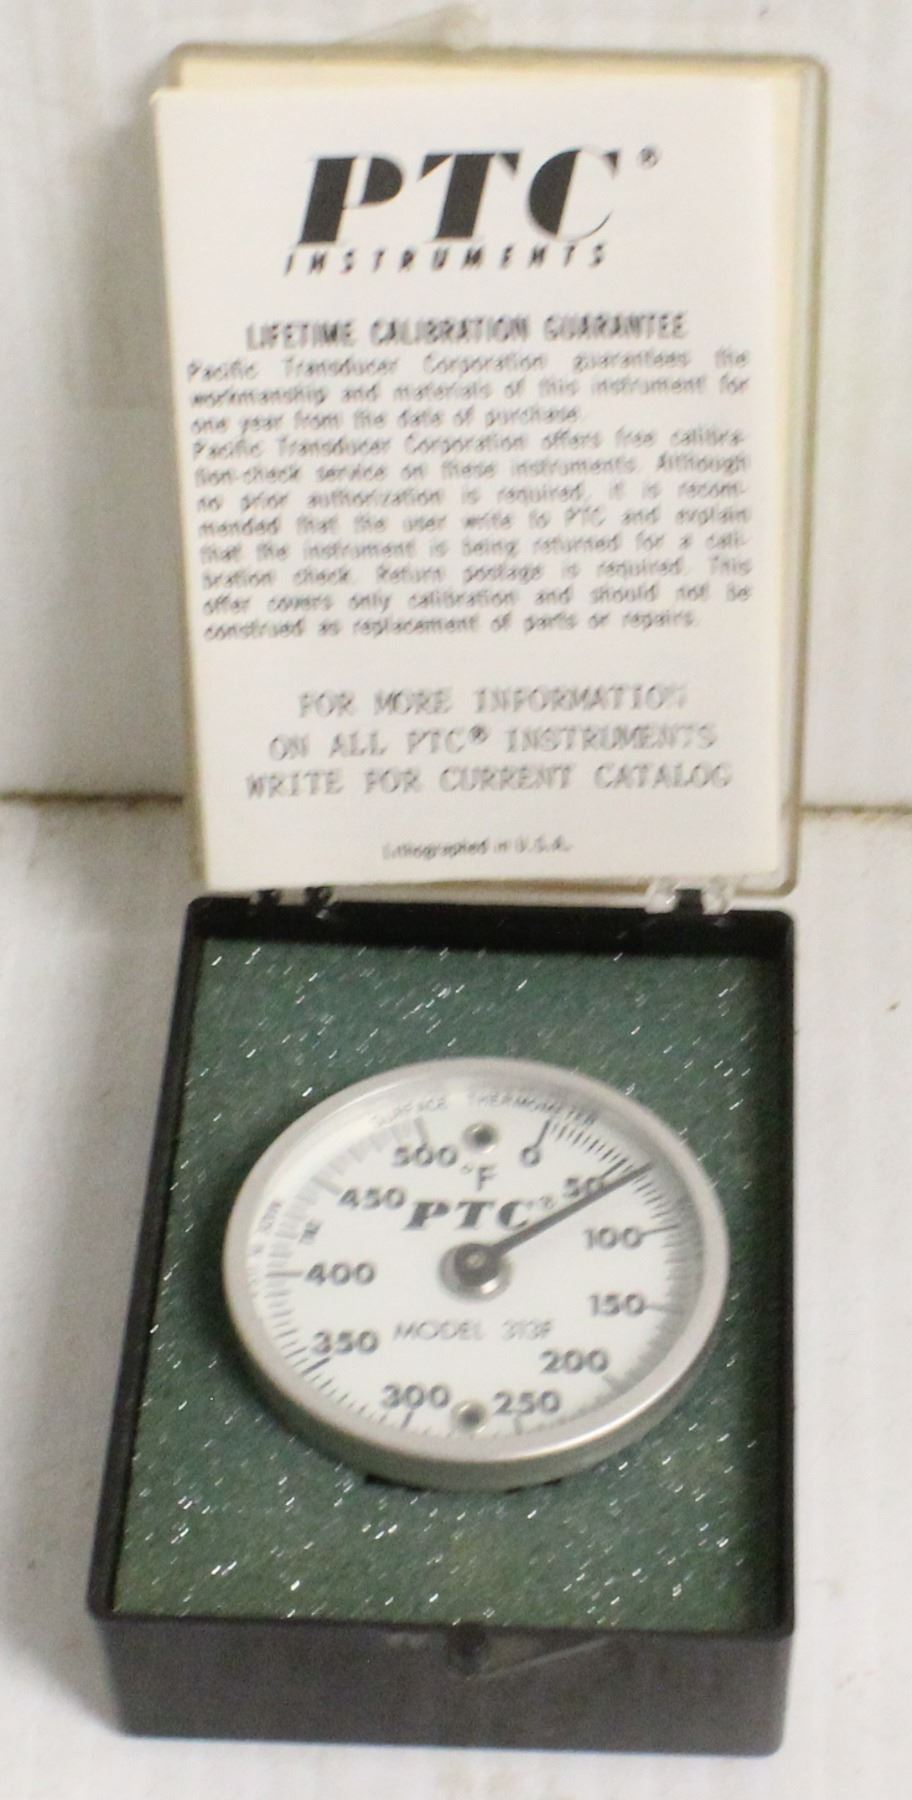 PTC®
INSTRUMENTS
LIFETIME CALIBRATION GUARANTEE
Pacific Transducer Corporation guarantees the
workmanship and materials of this instrument for
one year from the date of purchase.
Pacific Transducer Corporation offers free calibra-
tion-check service on these instruments. Although
no prior authorization is required, it is recom-
mended that the user write to PTC and explain
that the instrument is being returned for a cali-
bration check. Return postage is required. This
offer covers only calibration and should not be
construed as replacement of parts or repairs.
FOR MORE INFORMATION
ON ALL PTC® INSTRUMENTS
WRITE FOR CURRENT CATALOG
Lithographed in U.S.A.
SURFACE THERMOMETER
500 0
°F
450 50
PTC®
100
400
150
MODEL 313F
350
200
300 250